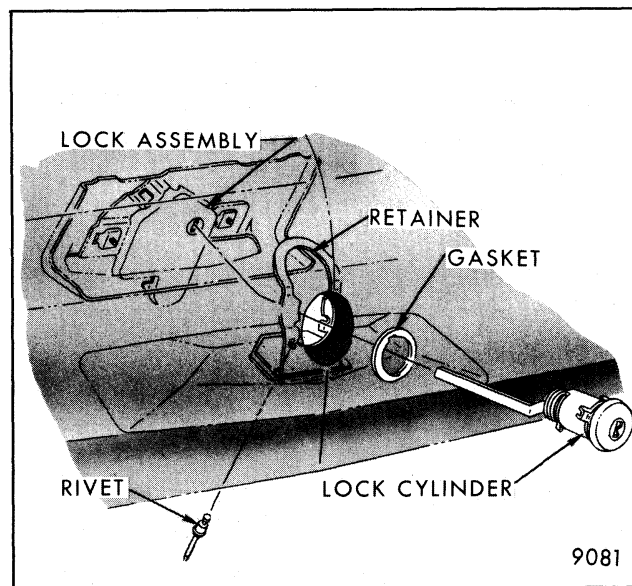 LOCK ASSEMBLY
RETAINER
GASKET
RIVET
LOCK CYLINDER
9081